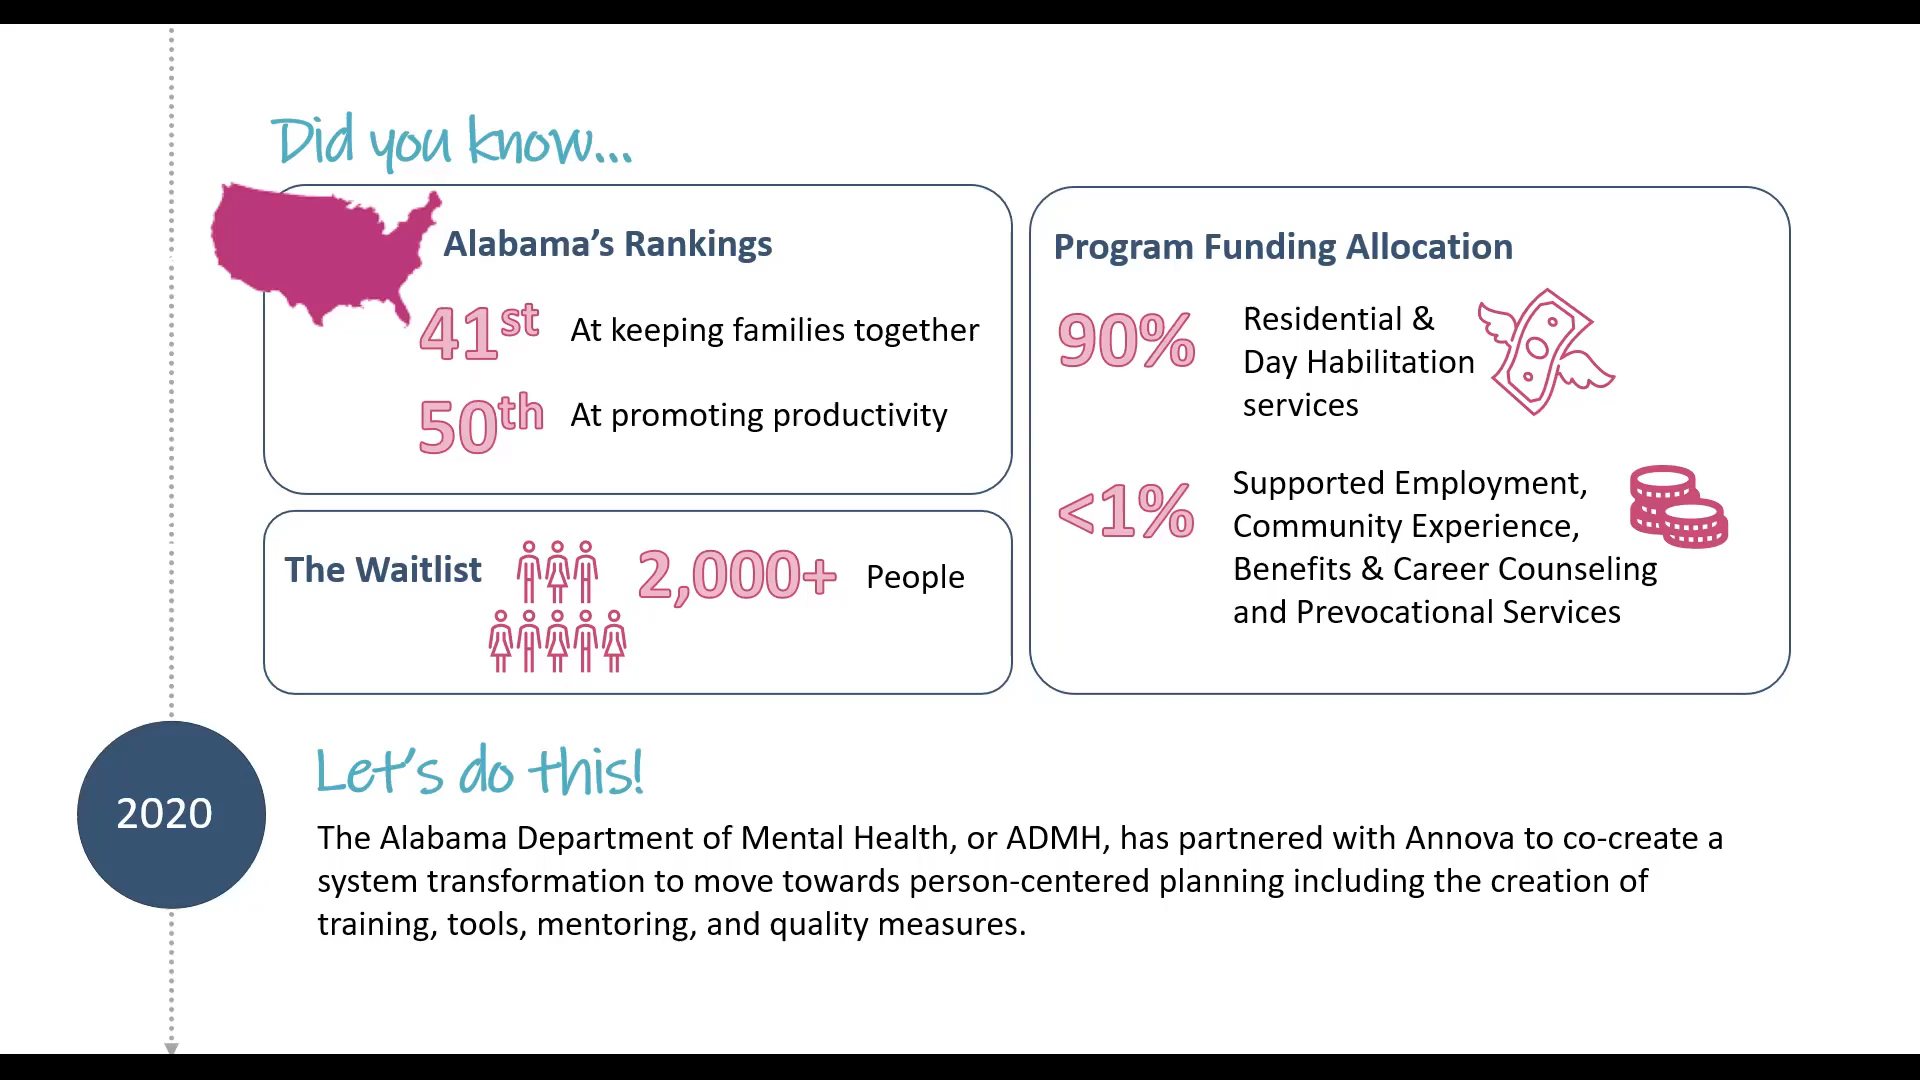 Did you know...
Alabama’s Rankings
41st At keeping families together
50th At promoting productivity
The Waitlist 2,000+ People
Program Funding Allocation
90% Residential &
Day Habilitation
services
<1% Supported Employment,
Community Experience,
Benefits & Career Counseling
and Prevocational Services
2020
Let's do this!
The Alabama Department of Mental Health, or ADMH, has partnered with Annova to co-create a
system transformation to move towards person-centered planning including the creation of
training, tools, mentoring, and quality measures.